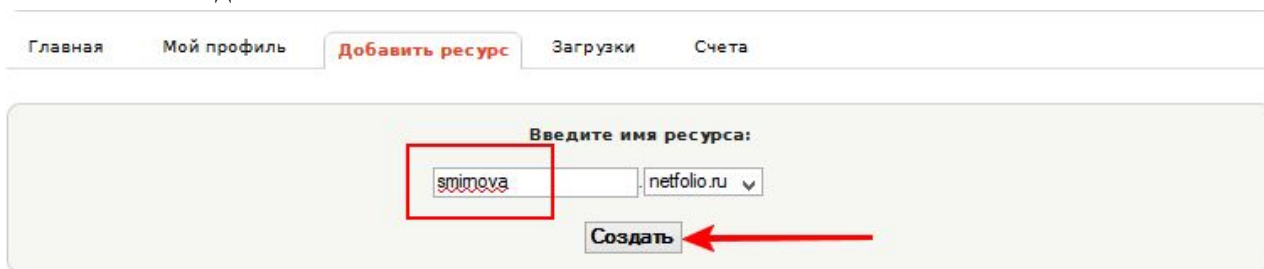 Главная Мой профиль Добавить ресурс Загрузки Счета
Введите имя ресурса:
smirnova . netfolio.ru
Создать